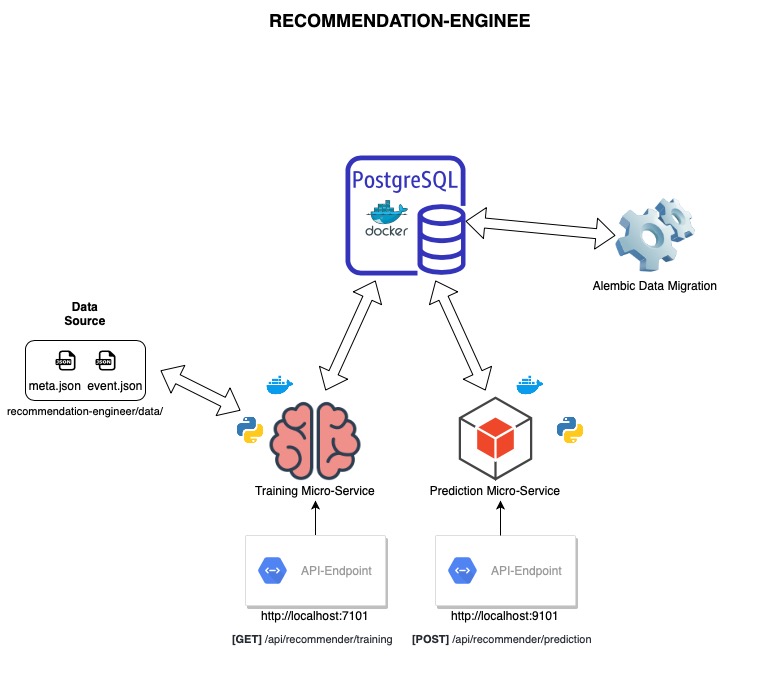 RECOMMENDATION-ENGINEE
PostgreSQL
docker
Alembic Data Migration
Data
Source
JSON JSON
meta.json event.json
recommendation-engineer/data/
Training Micro-Service
Prediction Micro-Service
API-Endpoint
API-Endpoint
http://localhost:7101
http://localhost:9101
[GET] /api/recommender/training
[POST] /api/recommender/prediction